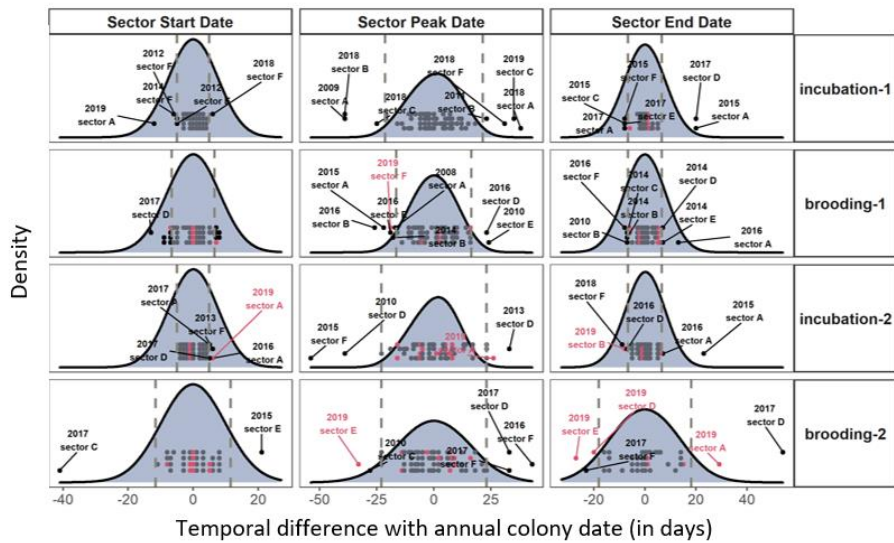 Sector Start Date
Sector Peak Date
Sector End Date
2012
sector F
2014
sector F
2012
2018
sector F
2019
sector A
2018
sector B
2009
sector A
2018
sector C
2018
sector F
sector B
2019
sector C
2018
sector A
2015
sector F
2015
sector C
2017
sector A
2017
sector E
2017
sector D
2015
sector A
incubation-1
2017
sector D
2015
sector A
2016
sector B
2019
sector F
2016
2008
sector A
2014
sector B
2016
sector D
2010
sector E
2016
sector F
2010
sector B
2014
sector C
2014
sector B
2014
sector D
2014
sector E
2016
sector A
brooding-1
2017
2013
sector F
2017
sector D
2019
sector A
2016
sector A
2015
sector F
2010
sector D
2013
sector D
2018
sector F
2019
sector B
2016
sector D
2016
sector A
2015
sector A
incubation-2
2017
sector C
2015
sector E
2019
sector E
2010
sector C
2017
sector D
2017
sector F
2016
sector F
2019
sector E
2019
sector D
2017
sector F
2019
sector A
2017
sector D
brooding-2
-40 -20 0 20
-50 -25 0 25
-20 0 20 40
Density
Temporal difference with annual colony date (in days)